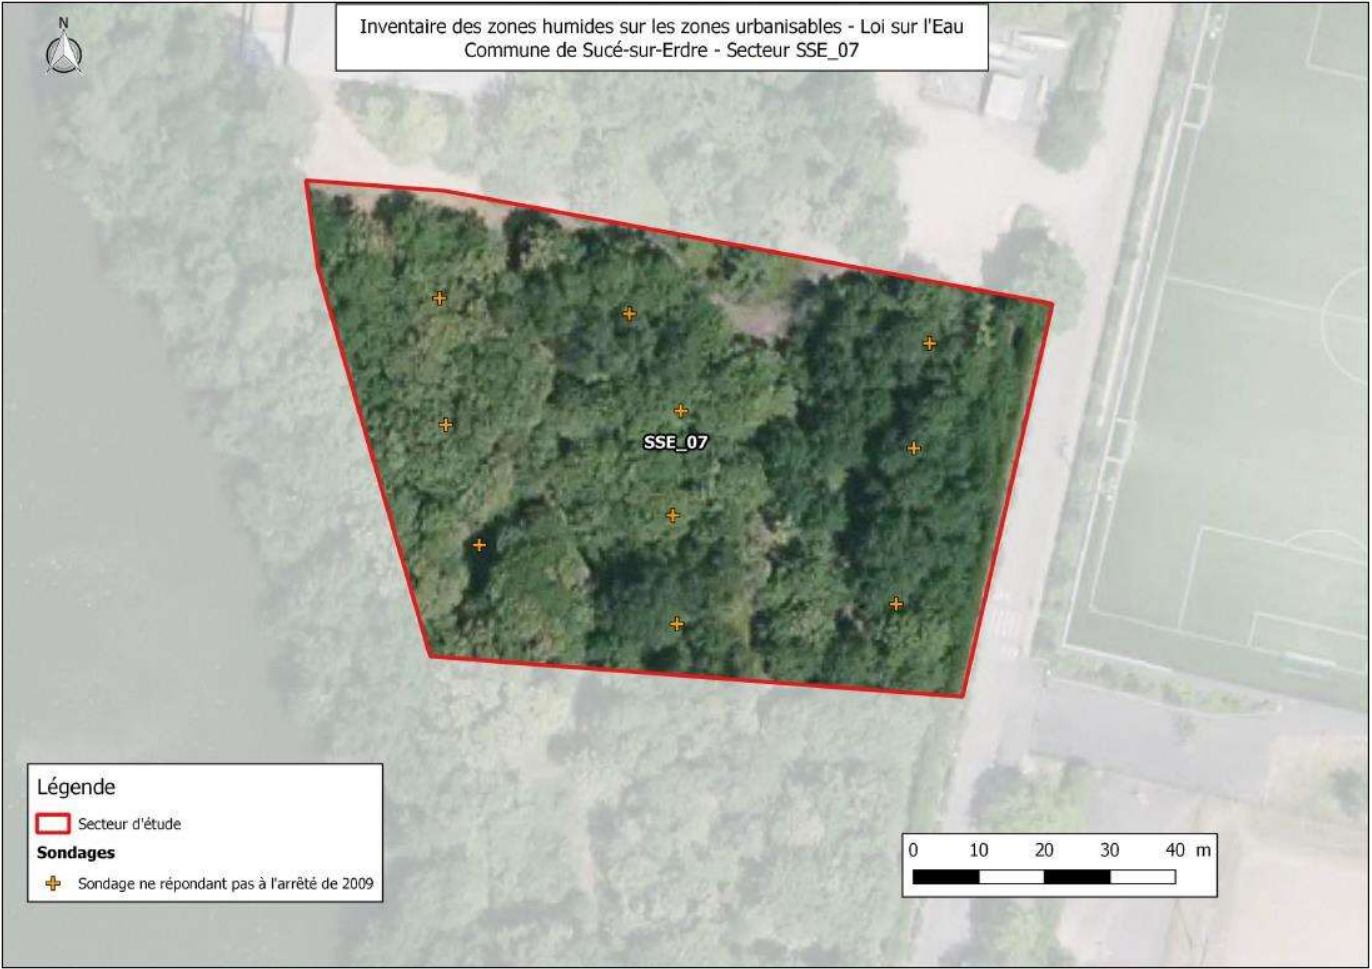 N
Inventaire des zones humides sur les zones urbanisables - Loi sur l'Eau
Commune de Sucé-sur-Erdre - Secteur SSE_07
SSE_07
Légende
Secteur d'étude
Sondages
Sondage ne répondant pas à l'arrêté de 2009
0 10 20 30 40 m